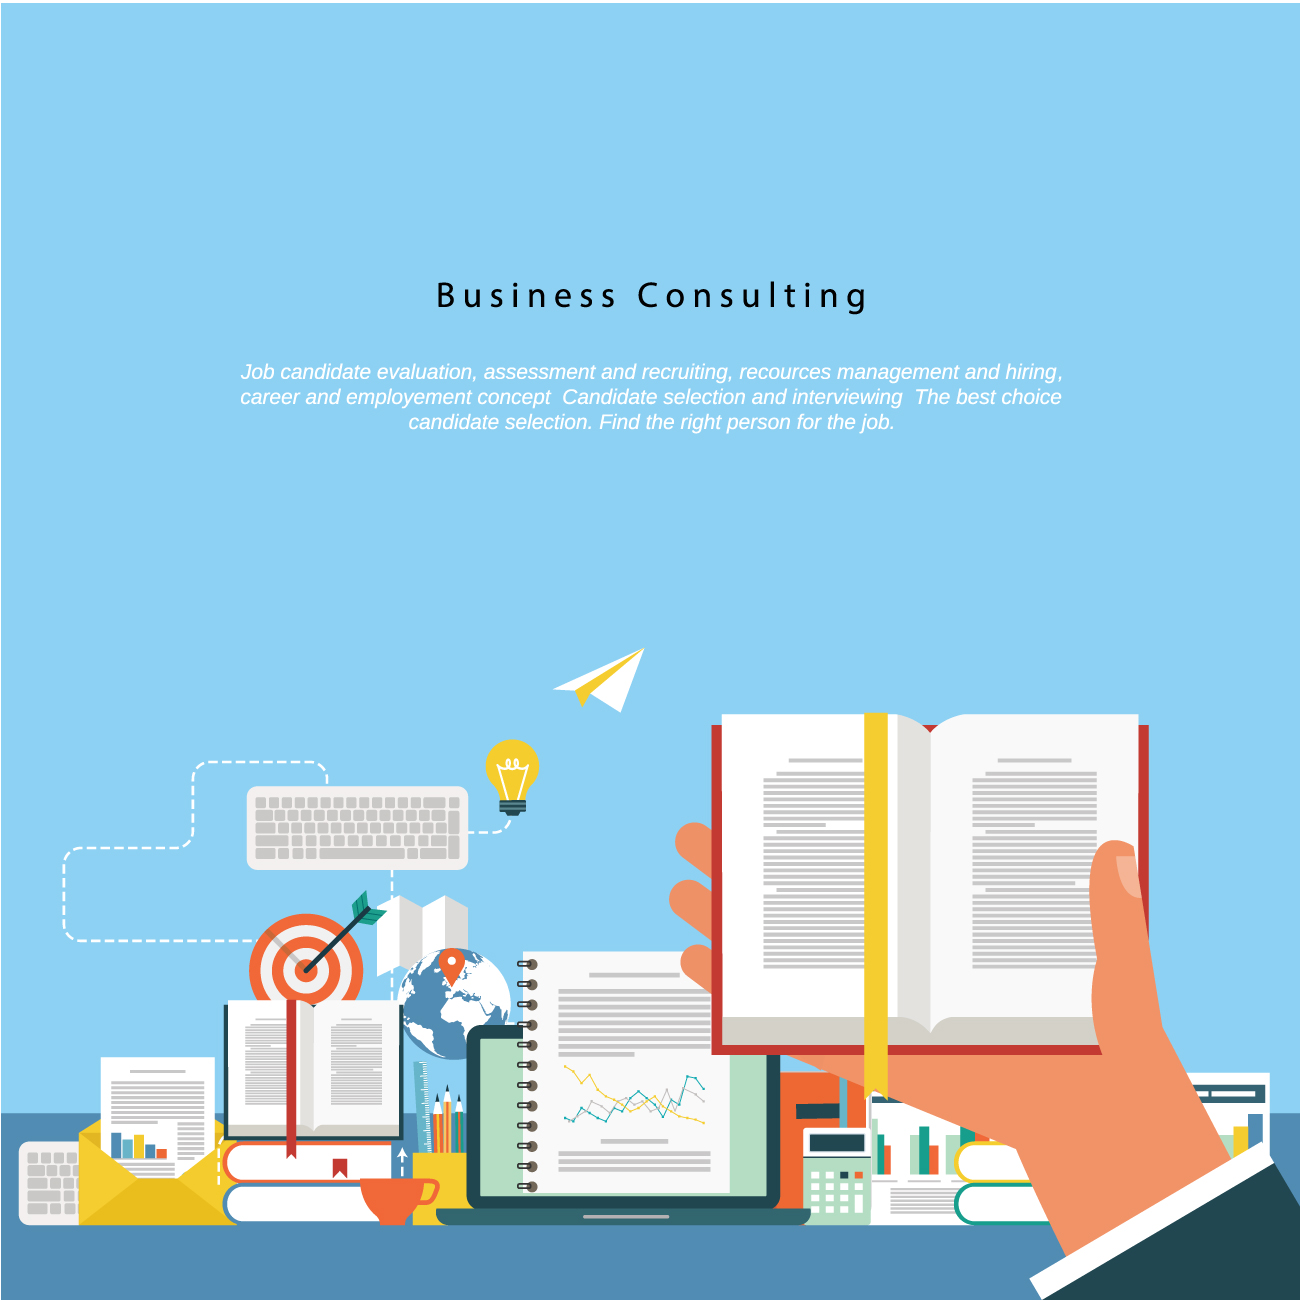 Business Consulting
Job candidate evaluation, assessment and recruiting, recources management and hiring,
career and employement concept  Candidate selection and interviewing  The best choice
candidate selection. Find the right person for the job.